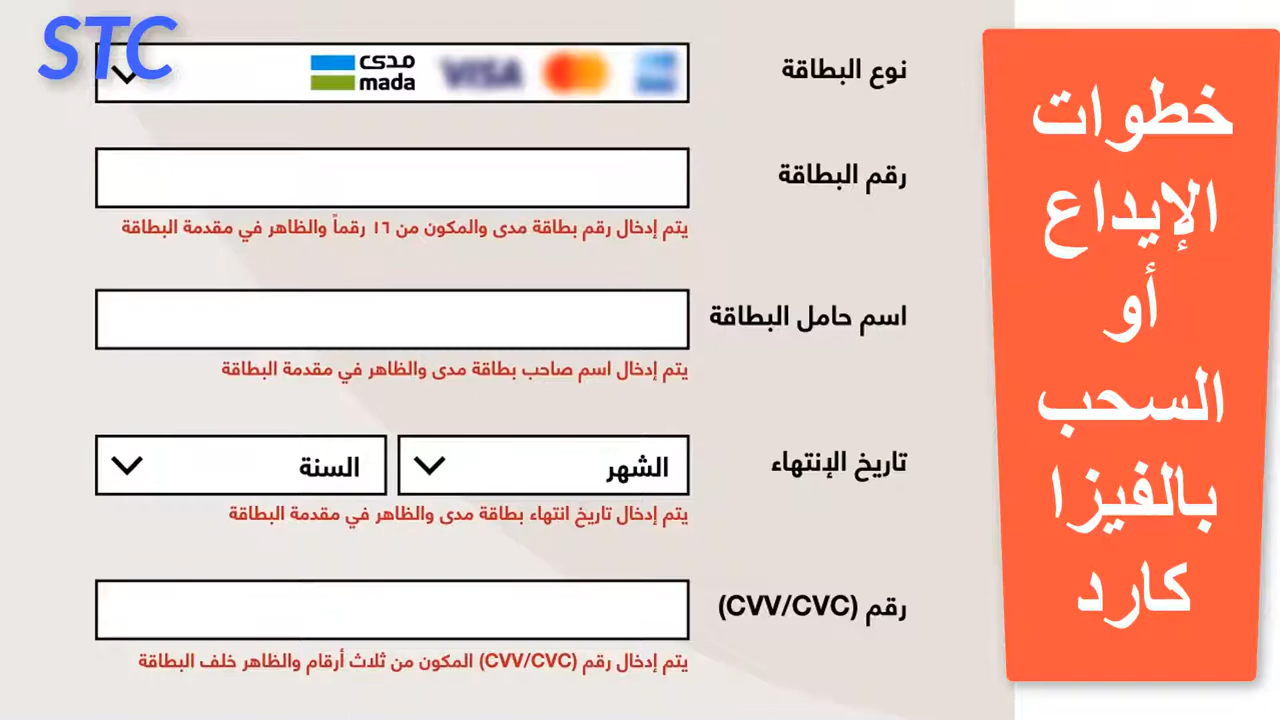 STC
خطوات
الإيداع
أو
السحب
بالفيزا
كارد
نوع البطاقة
مدى
mada
VISA
رقم البطاقة
يتم إدخال رقم بطاقة مدى والمكون من ١٦ رقماً والظاهر في مقدمة البطاقة
اسم حامل البطاقة
يتم إدخال اسم صاحب بطاقة مدى والظاهر في مقدمة البطاقة
تاريخ الإنتهاء
الشهر
السنة
يتم إدخال تاريخ انتهاء بطاقة مدى والظاهر في مقدمة البطاقة
رقم (CVV/CVC)
يتم إدخال رقم (CVV/CVC) المكون من ثلاث أرقام والظاهر خلف البطاقة